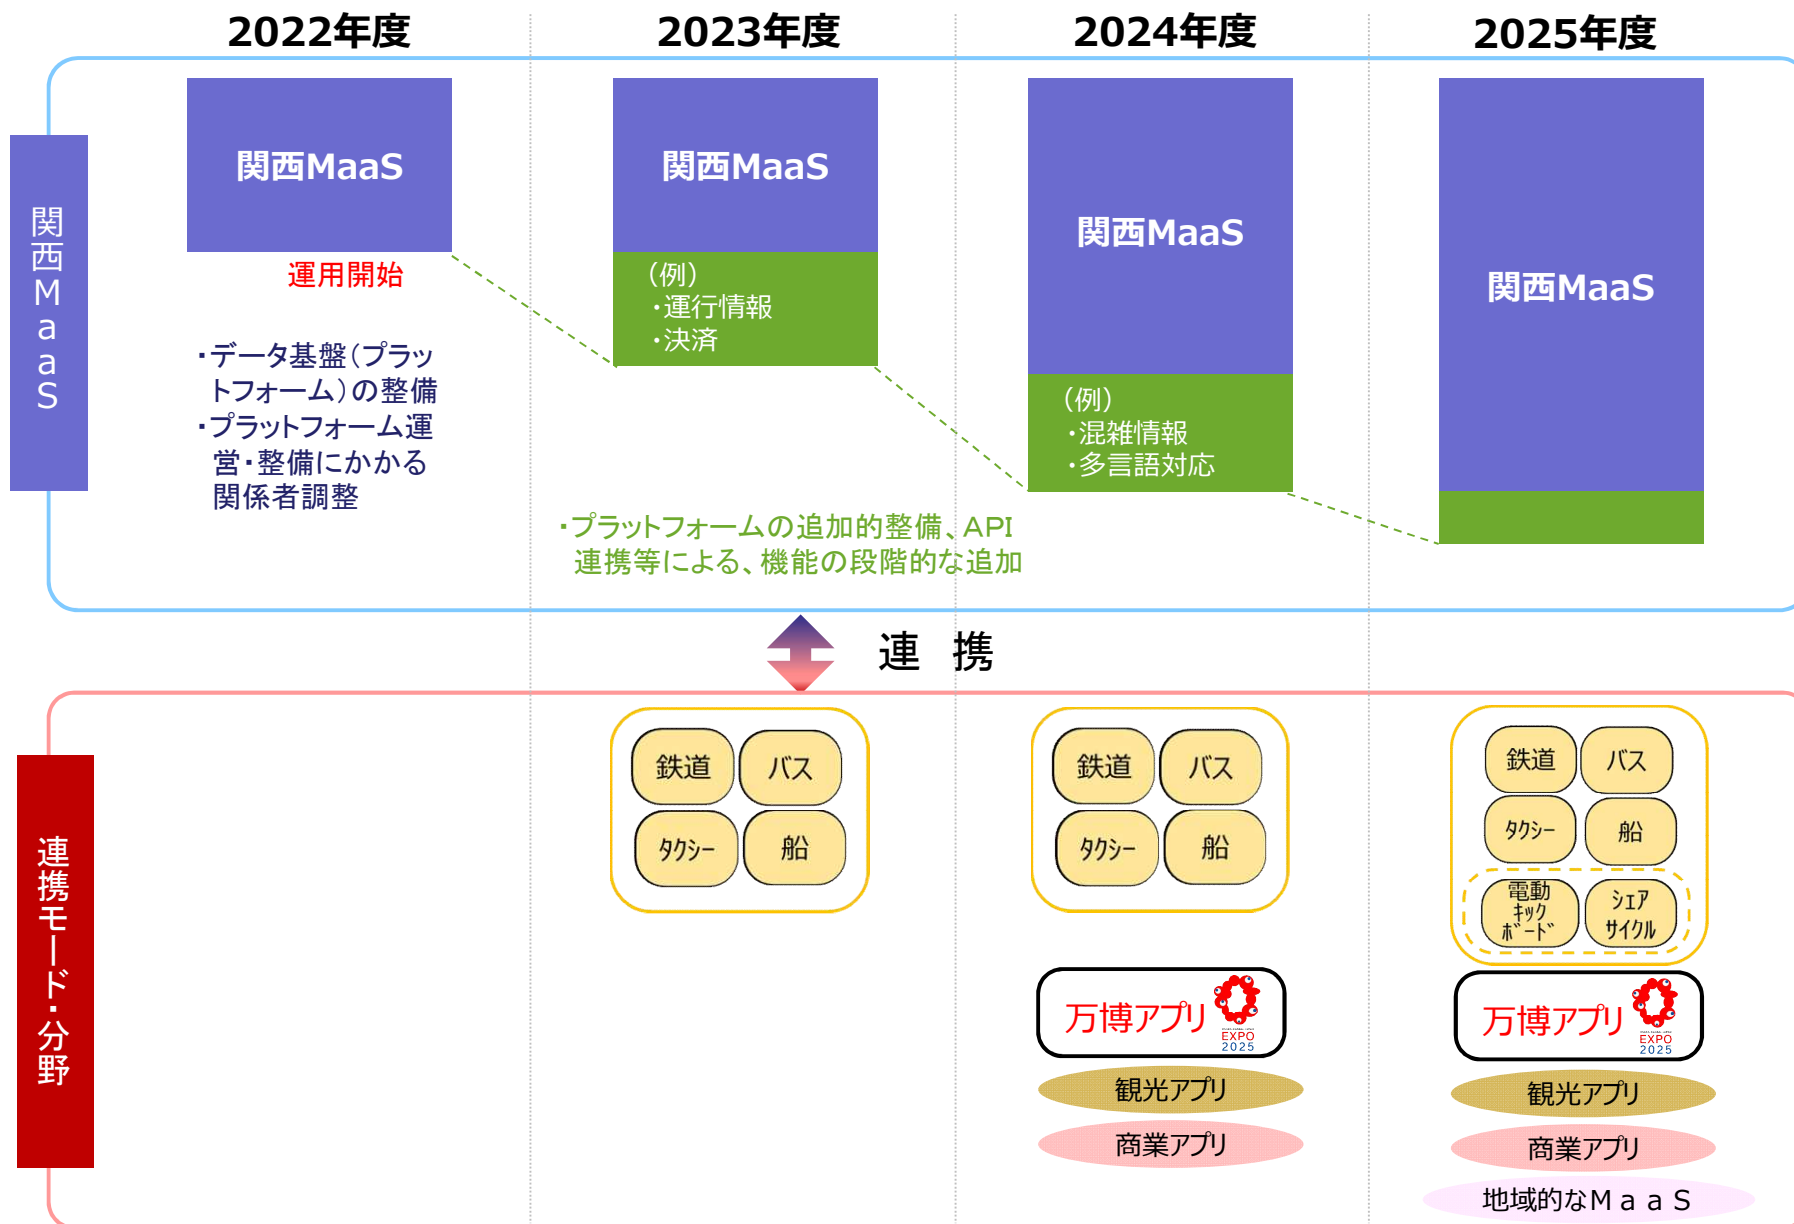 2022年度
2023年度
2024年度
2025年度
関西MaaS
関西MaaS
運用開始
・データ基盤(プラッ
トフォーム)の整備
・プラットフォーム運
営・整備にかかる
関係者調整
関西MaaS
(例)
・運行情報
・決済
関西MaaS
(例)
・混雑情報
・多言語対応
関西MaaS
・プラットフォームの追加的整備、API
連携等による、機能の段階的な追加
連 携
連携モード・分野
鉄道
バス
タクシー
船
鉄道
バス
タクシー
船
万博アプリ
EXPO
2025
観光アプリ
商業アプリ
鉄道
バス
タクシー
船
電動
キック
ボード
シェア
サイクル
万博アプリ
EXPO
2025
観光アプリ
商業アプリ
地域的なMaaS